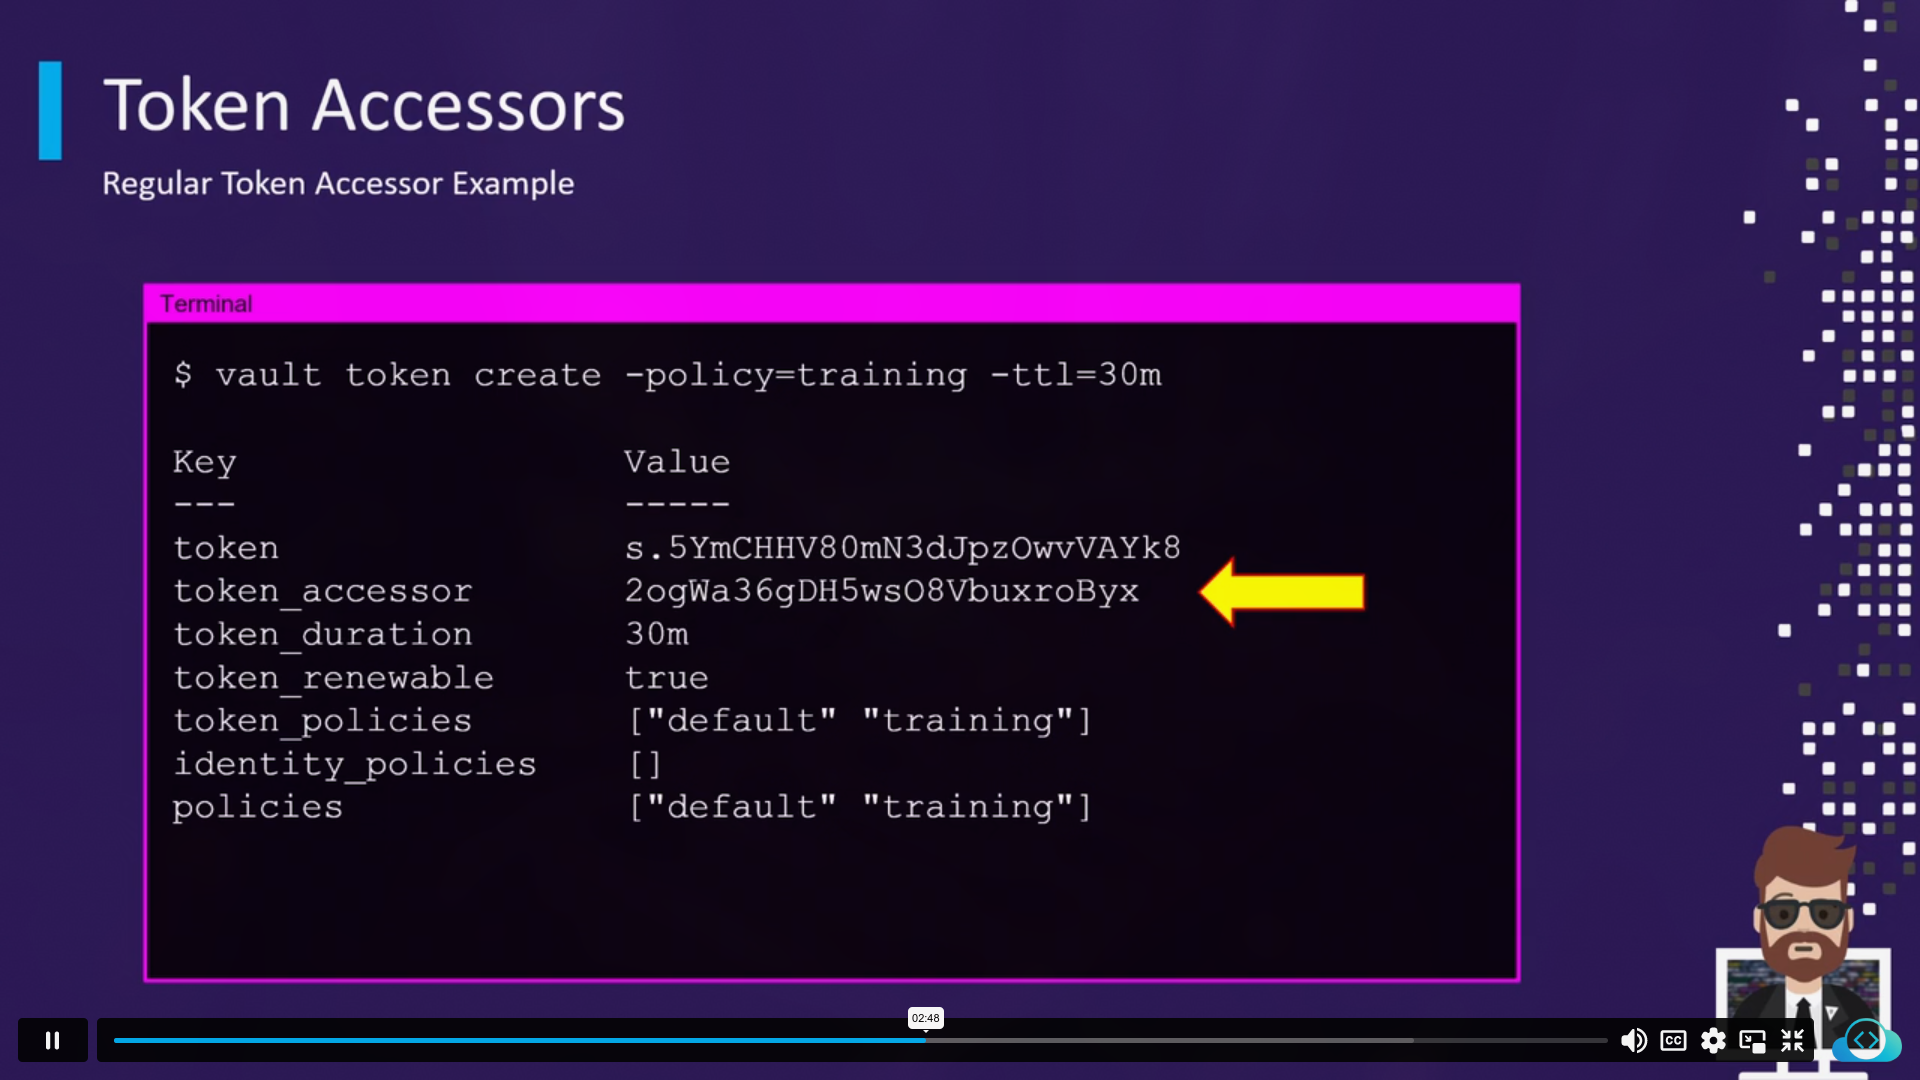 Token Accessors
Regular Token Accessor Example
Terminal
$ vault token create -policy=training -ttl=30m
Key Value
--- -----
token s.5YmCHHV80mN3dJpzOwvVAYk8
token_accessor 2ogWa36gDH5wsO8VbuxroByx
token_duration 30m
token_renewable true
token_policies ["default" "training"]
identity_policies []
policies ["default" "training"]
02:48
CC